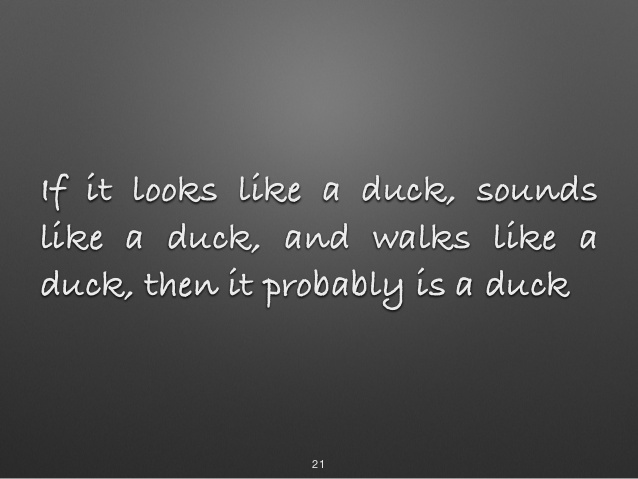 If it looks like a duck, sounds
like a duck, and walks like a
duck, then it probably is a duck
21